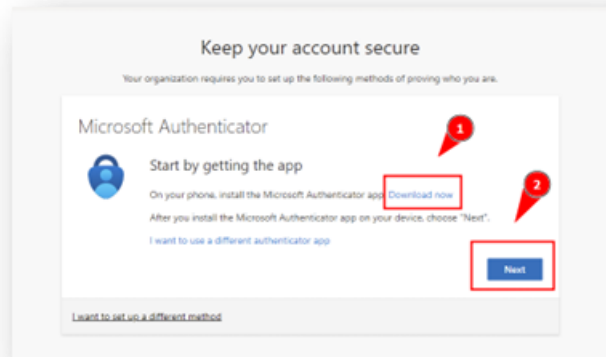 Keep your account secure
Your organization requires you to set up the following methods of proving who you are.
Microsoft Authenticator
1
Start by getting the app
On your phone, install the Microsoft Authenticator app. Download now
2
After you install the Microsoft Authenticator app on your device, choose "Next".
I want to use a different authenticator app
Next
I want to set up a different method